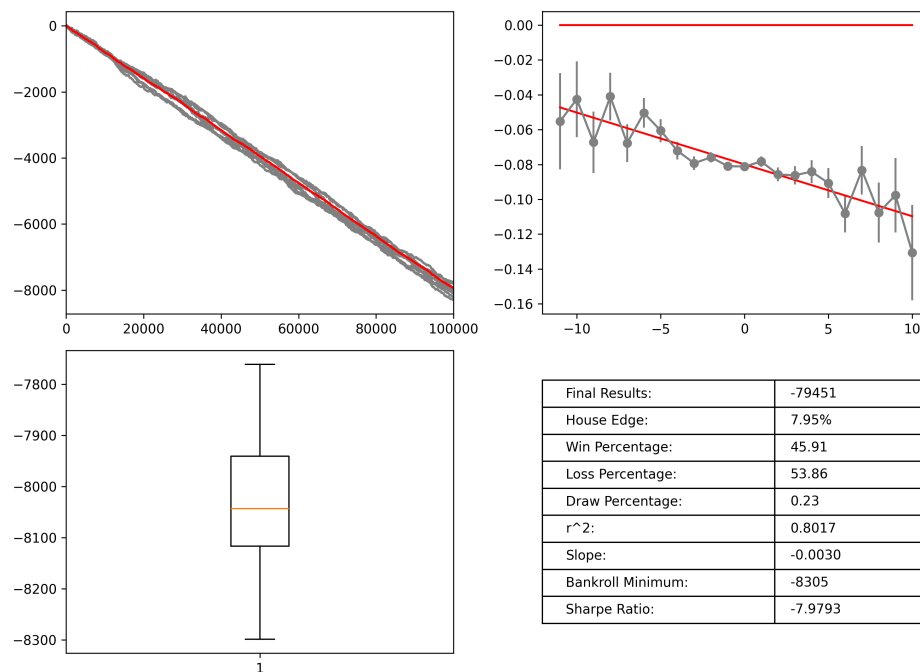 0
−2000
−4000
−6000
−8000
0 20000 40000 60000 80000 100000
0.00
−0.02
−0.04
−0.06
−0.08
−0.10
−0.12
−0.14
−0.16
−10 −5 0 5 10
−7800
−7900
−8000
−8100
−8200
−8300
1
Final Results: -79451
House Edge: 7.95%
Win Percentage: 45.91
Loss Percentage: 53.86
Draw Percentage: 0.23
r^2: 0.8017
Slope: -0.0030
Bankroll Minimum: -8305
Sharpe Ratio: -7.9793